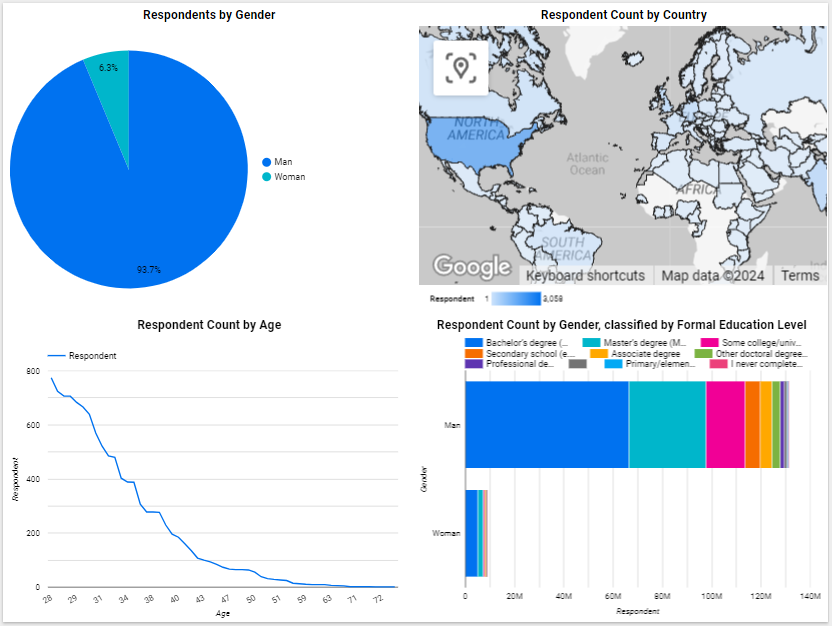 Respondents by Gender
6.3%
93.7%
Man
Woman
Respondent Count by Country
NORTH
AMERICA
Atlantic
Ocean
AFRICA
SOUTH
AMERICA
Google
Keyboard shortcuts
Map data ©2024
Terms
Respondent 1 3,058
Respondent Count by Age
Respondent
800
600
400
200
0
Respondent
28 29 31 34 38 40 43 47 50 51 59 63 71 72
Age
Respondent Count by Gender, classified by Formal Education Level
Bachelor's degree (... Master's degree (M... Some college/univ...
Secondary school (e... Associate degree Other doctoral degree...
Professional de... Primary/elemen... I never complete...
Man
Woman
Gender
0 20M 40M 60M 80M 100M 120M 140M
Respondent